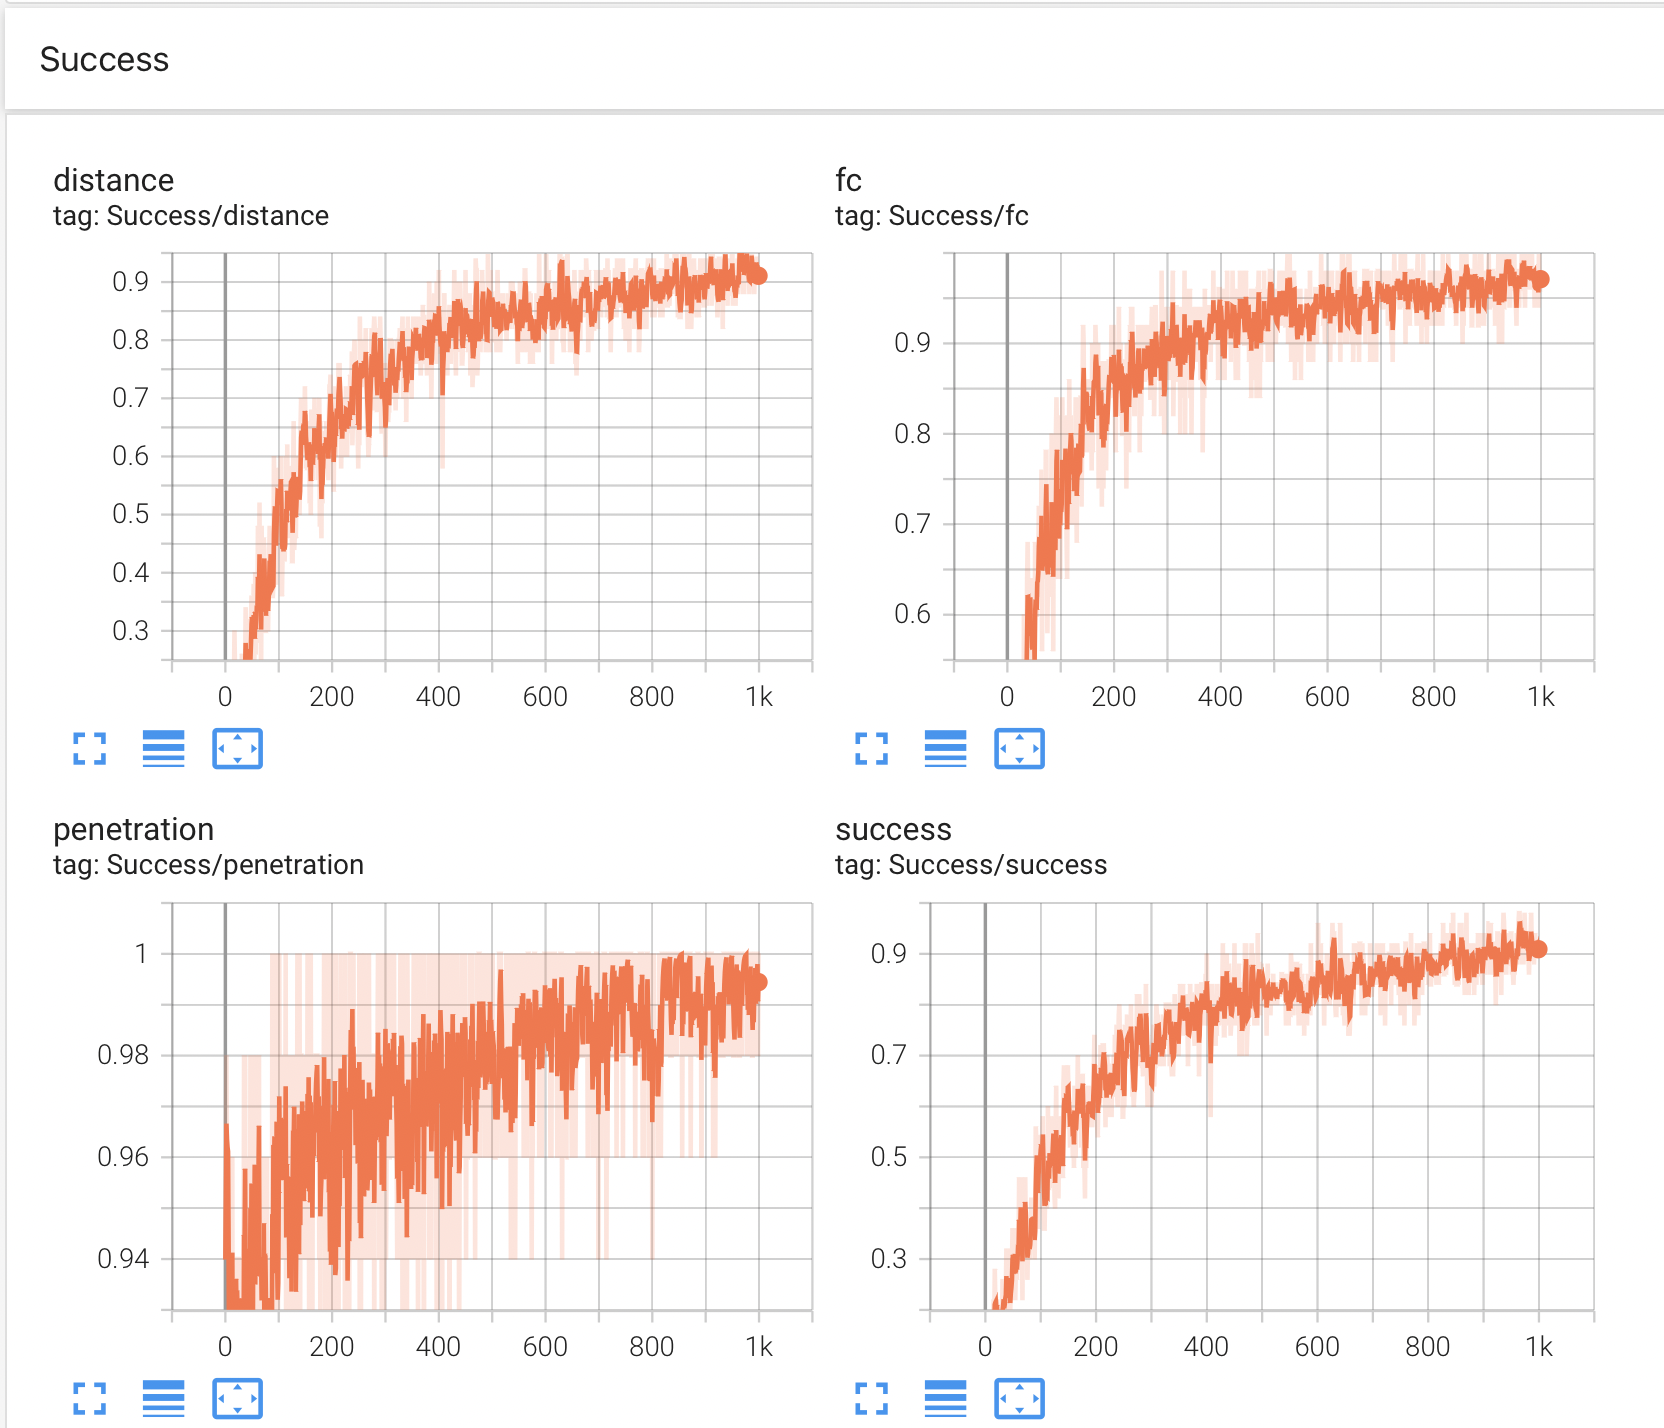 Success
distance
tag: Success/distance
0.9
0.8
0.7
0.6
0.5
0.4
0.3
0 200 400 600 800 1k
fc
tag: Success/fc
0.9
0.8
0.7
0.6
0 200 400 600 800 1k
penetration
tag: Success/penetration
1
0.98
0.96
0.94
0 200 400 600 800 1k
success
tag: Success/success
0.9
0.7
0.5
0.3
0 200 400 600 800 1k